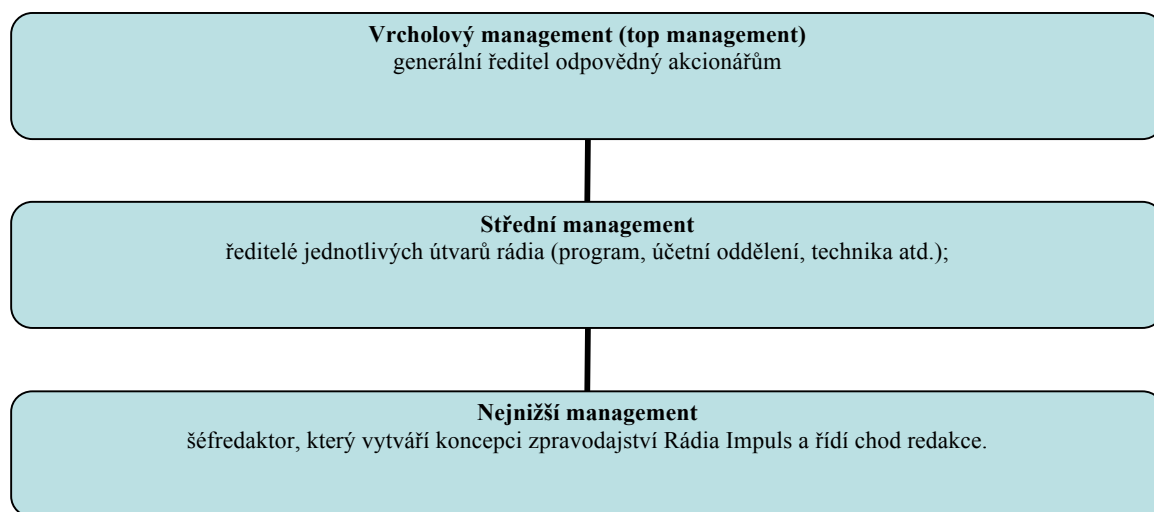 Vrcholový management (top management)
generální ředitel odpovědný akcionářům
Střední management
ředitelé jednotlivých útvarů rádia (program, účetní oddělení, technika atd.);
Nejnižší management
šéfredaktor, který vytváří koncepci zpravodajství Rádia Impuls a řídí chod redakce.